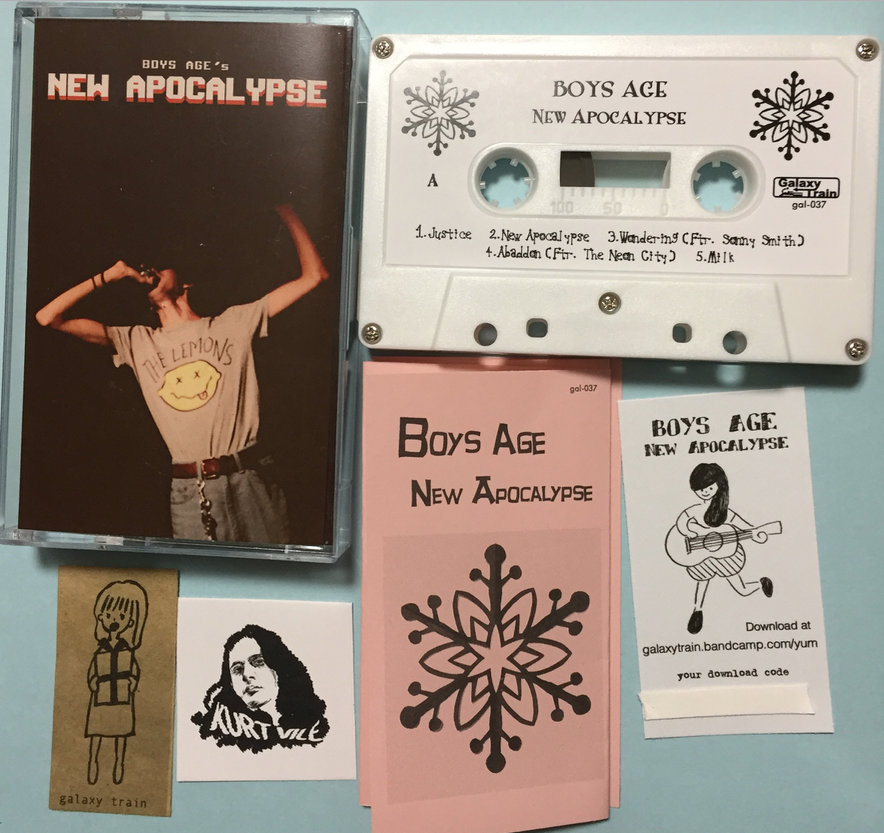 BOYS AGE's
NEW APOCALYPSE
THE LEMONS
BOYS AGE
NEW APOCALYPSE
A
Galaxy
Train
gal-037
100 50 0
1.Justice 2.New Apocalypse 3.Wandering (Ftr. Sonny Smith)
4.Abaddon (Ftr. The Neon City) 5.Milk
gal-037
BOYS AGE
NEW APOCALYPSE
BOYS AGE
NEW APOCALYPSE
Download at
galaxytrain.bandcamp.com/yum
your download code
galaxy train
KURT VILE